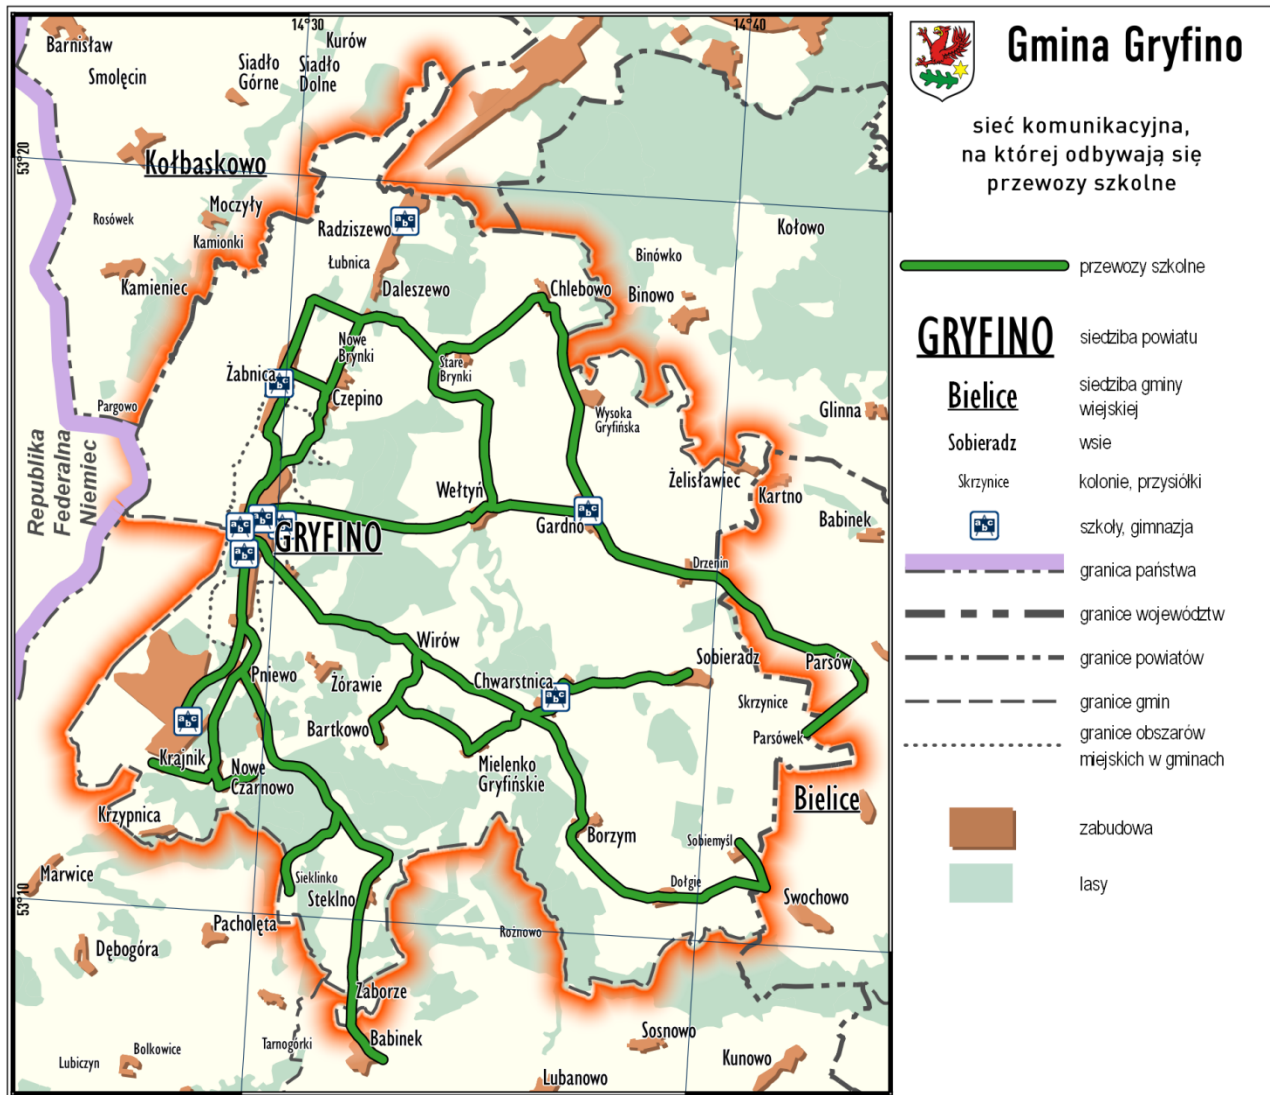 14°30
14°40
53°20
53°10
Barnisław
Smolęcin
Kurów
Siadło
Górne
Siadło
Dolne
Kołbaskowo
Rosówek
Moczyły
Kamionki
Kamieniec
Pargowo
Republika
Federalna
Niemiec
Radziszewo
Łubnica
Daleszewo
Kołowo
Binówko
Binowo
Chlebowo
Nowe
Brynki
Stare
Brynki
Żabnica
Czepino
Wysoka
Gryfińska
Glinna
Żelisławiec
Kartno
Babinek
Wełtyń
Gardno
GRYFINO
Drzenin
Wirów
Sobieradz
Parsów
Pniewo
Żórawie
Chwarstnica
Skrzynice
Bartkowo
Parsówek
Krajnik
Nowe
Czarnowo
Mielenko
Gryfińskie
Bielice
Krzypnica
Borzym
Sobiemyśl
Marwice
Sieklinko
Steklno
Dołgie
Swochowo
Pacholęta
Rożnowo
Dębogóra
Zaborze
Babinek
Sosnowo
Tarnogórki
Lubiczyn
Bolkowice
Kunowo
Lubanowo
Gmina Gryfino
sieć komunikacyjna,
na której odbywają się
przewozy szkolne
przewozy szkolne
GRYFINO siedziba powiatu
Bielice siedziba gminy
wiejskiej
Sobieradz wsie
Skrzynice kolonie, przysiółki
abc szkoły, gimnazja
granica państwa
granice województw
granice powiatów
granice gmin
granice obszarów
miejskich w gminach
zabudowa
lasy